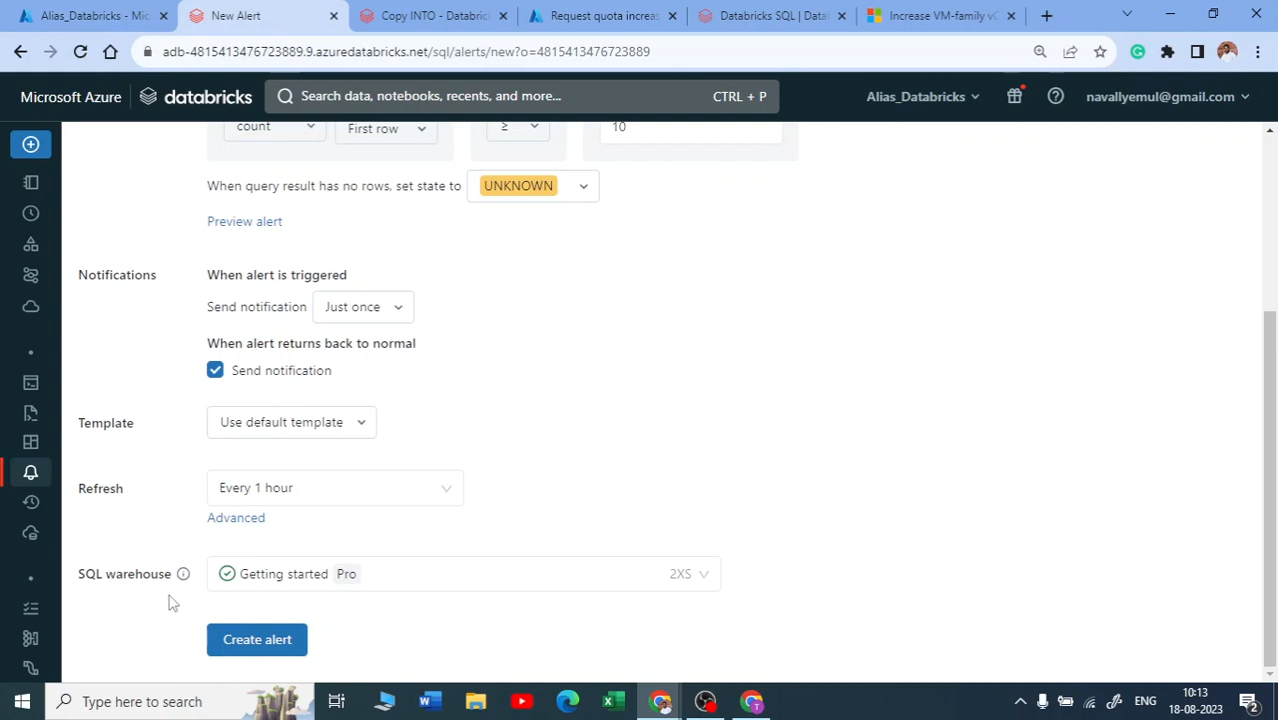 Alias_Databricks - Mic
New Alert
Copy INTO - Databric
Request quota increas
Databricks SQL | Datal
Increase VM-family vC
adb-4815413476723889.9.azuredatabricks.net/sql/alerts/new?o=4815413476723889
Microsoft Azure
databricks
Search data, notebooks, recents, and more...
CTRL + P
Alias_Databricks
navallyemul@gmail.com
count
First row
≥
10
When query result has no rows, set state to
UNKNOWN
Preview alert
Notifications
When alert is triggered
Send notification
Just once
When alert returns back to normal
Send notification
Template
Use default template
Refresh
Every 1 hour
Advanced
SQL warehouse
Getting started
Pro
2XS
Create alert
Type here to search
ENG
10:13
18-08-2023
2